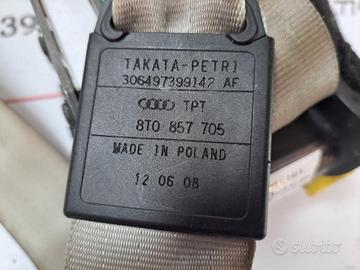 TAKATA-PETRI
306497399142 AF
TPT
8T0 857 705
MADE IN POLAND
12 06 08
subito